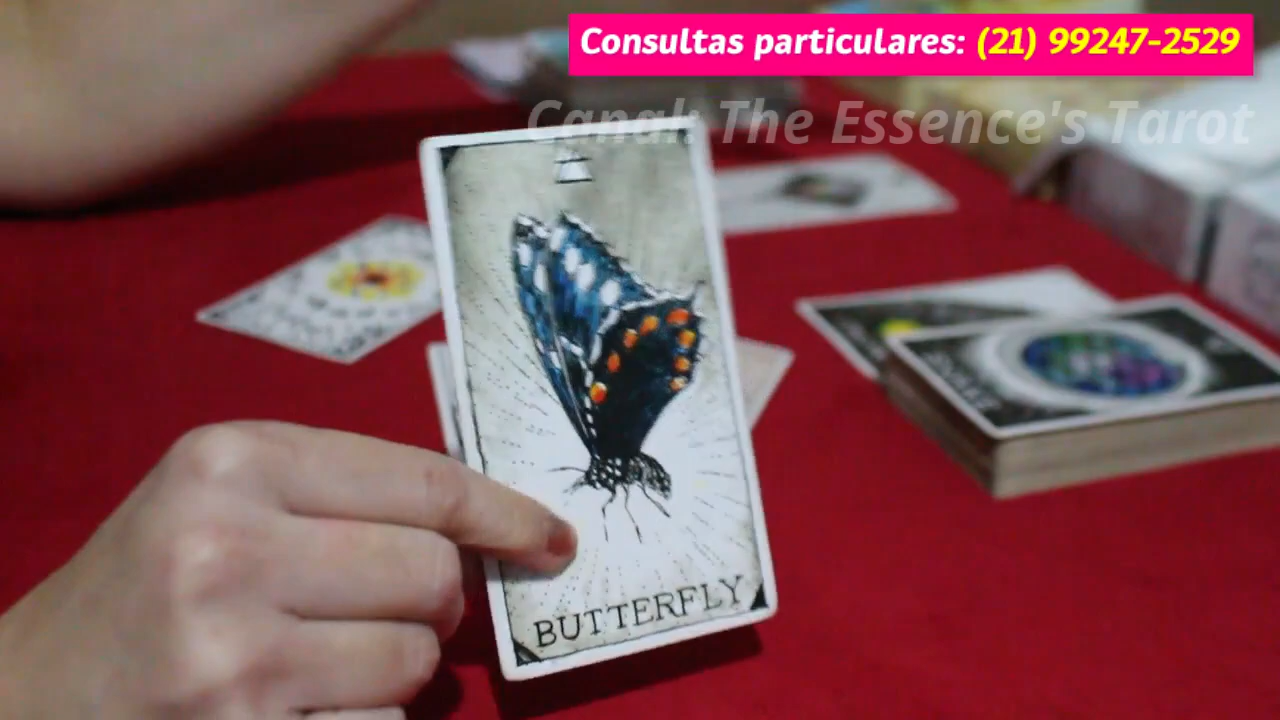 Consultas particulares: (21) 99247-2529
Canal: The Essence's Tarot
BUTTERFLY